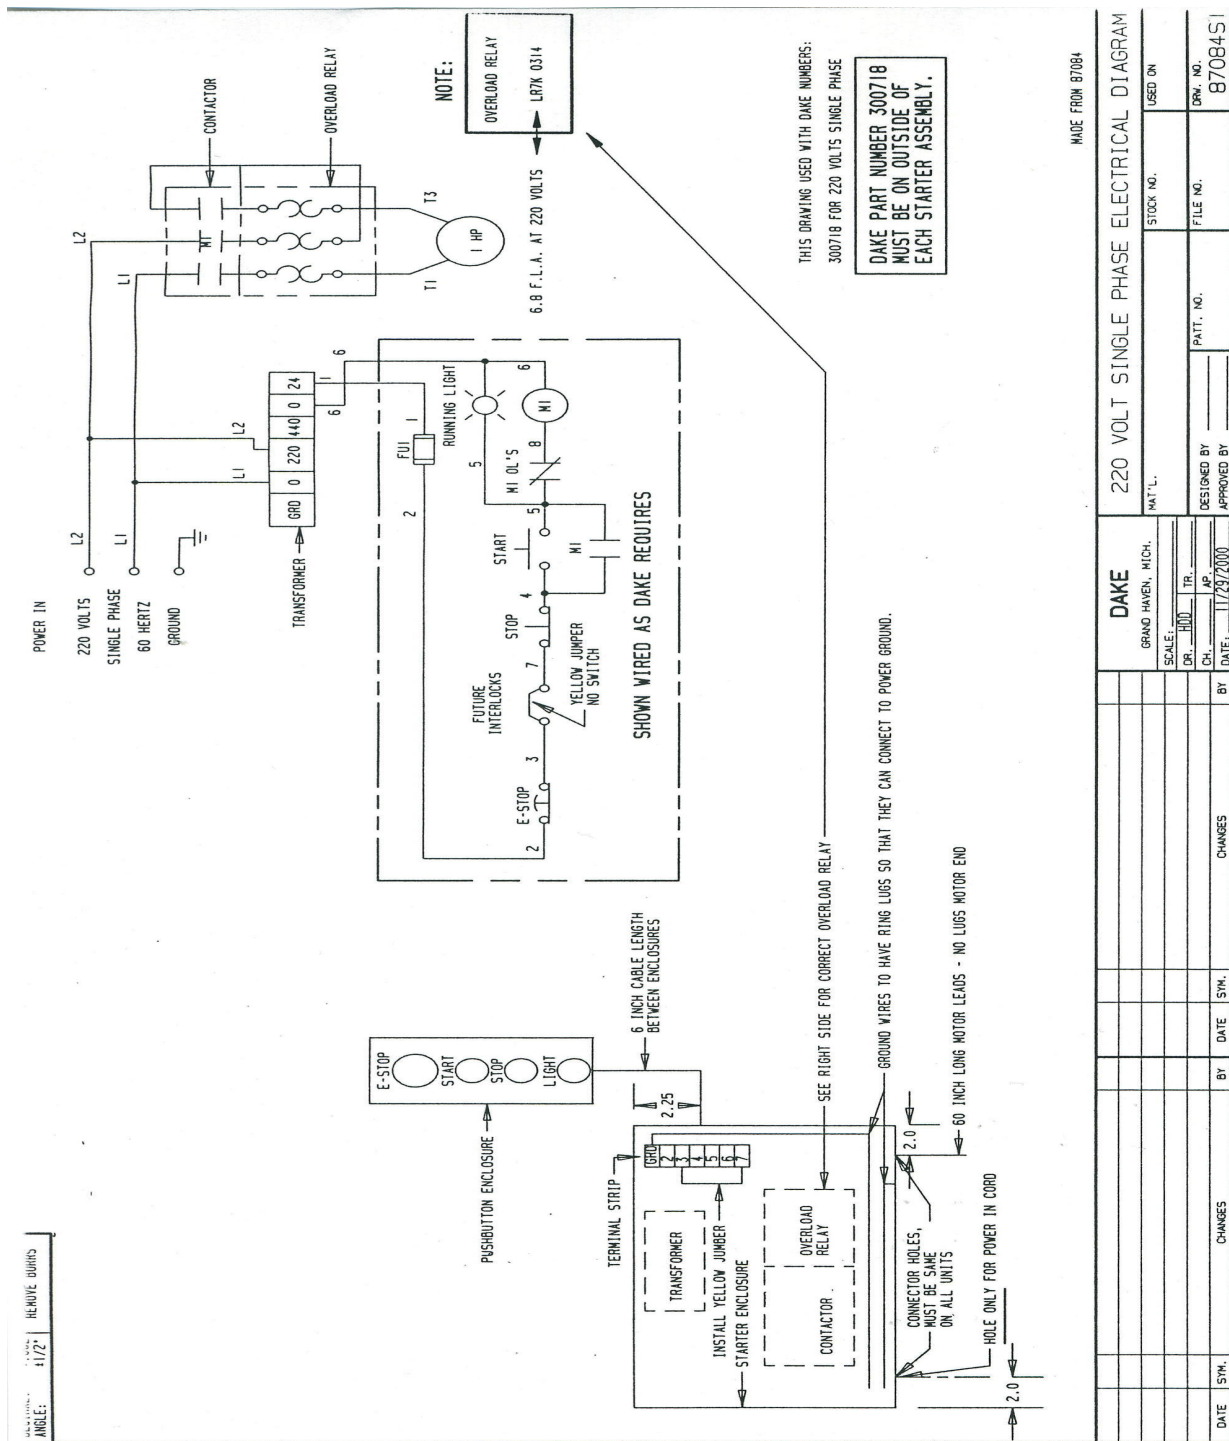 POWER IN
220 VOLTS
SINGLE PHASE
60 HERTZ
GROUND
L2
L1
L2
L1
CONTACTOR
OVERLOAD RELAY
M1
T1
T3
1 HP
L1
L2
GRD
0
220
440
0
24
TRANSFORMER
1
6
6
NOTE:
OVERLOAD RELAY
6.8 F.L.A. AT 220 VOLTS
LR7K 0314
FU1
1
2
RUNNING LIGHT
5
6
E-STOP
2
3
FUTURE
INTERLOCKS
YELLOW JUMPER
NO SWITCH
7
STOP
4
START
5
M1 OL'S
8
M1
M1
SHOWN WIRED AS DAKE REQUIRES
THIS DRAWING USED WITH DAKE NUMBERS:
300718 FOR 220 VOLTS SINGLE PHASE
DAKE PART NUMBER 300718
MUST BE ON OUTSIDE OF
EACH STARTER ASSEMBLY.
MADE FROM 87084
ANGLE:
±1/2°
REMOVE BURRS
E-STOP
START
STOP
LIGHT
PUSHBUTTON ENCLOSURE
6 INCH CABLE LENGTH
BETWEEN ENCLOSURES
2.25
TERMINAL STRIP
GRD
2
3
4
5
6
7
TRANSFORMER
INSTALL YELLOW JUMBER
STARTER ENCLOSURE
CONTACTOR
OVERLOAD
RELAY
SEE RIGHT SIDE FOR CORRECT OVERLOAD RELAY
GROUND WIRES TO HAVE RING LUGS SO THAT THEY CAN CONNECT TO POWER GROUND.
2.0
60 INCH LONG MOTOR LEADS - NO LUGS MOTOR END
CONNECTOR HOLES,
MUST BE SAME
ON ALL UNITS
HOLE ONLY FOR POWER IN CORD
2.0
DATE
SYM.
CHANGES
BY
DATE
SYM.
CHANGES
BY
DAKE
GRAND HAVEN, MICH.
SCALE:
DR. HDD TR.
CH. AP.
DATE: 11/29/2000
220 VOLT SINGLE PHASE ELECTRICAL DIAGRAM
MAT'L.
STOCK NO.
USED ON
DESIGNED BY
APPROVED BY
PATT. NO.
FILE NO.
DRW. NO.
87084S1